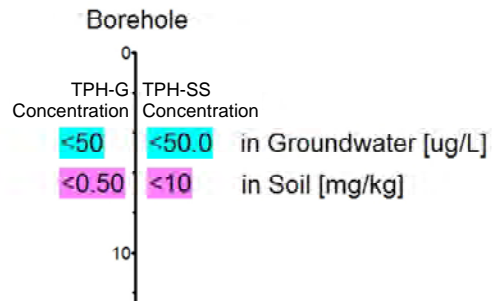 Borehole
0
TPH-G TPH-SS
Concentration Concentration
<50 <50.0 in Groundwater [ug/L]
<0.50 <10 in Soil [mg/kg]
10